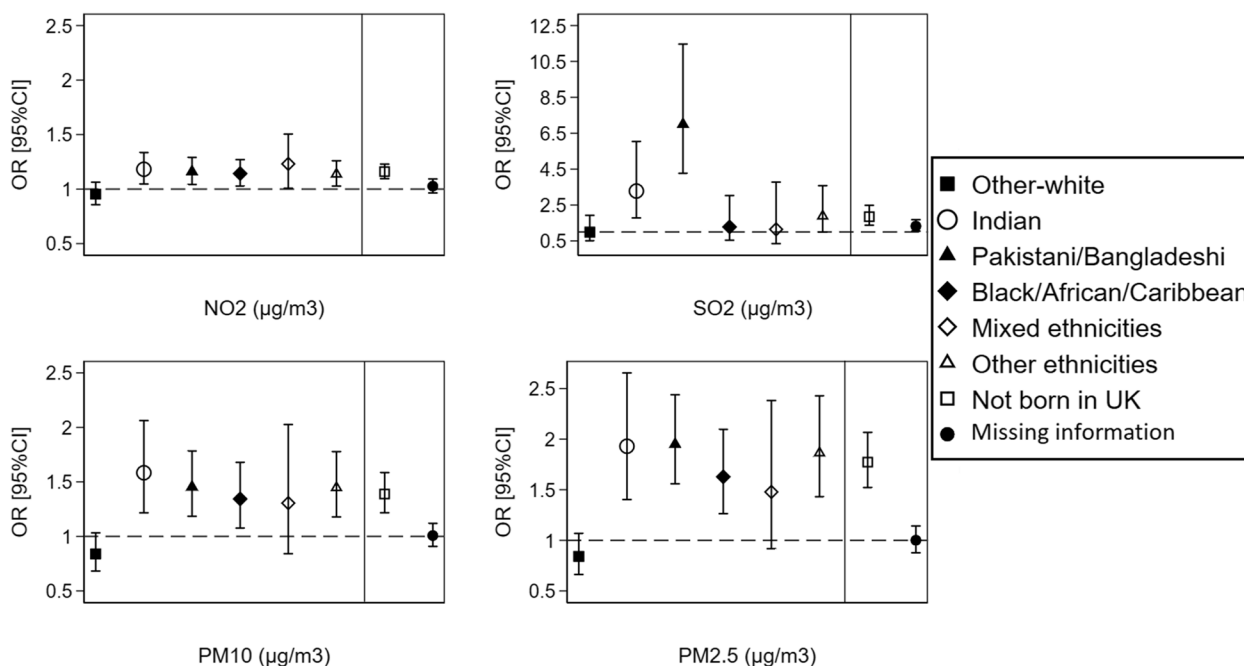 OR [95%CI]
2.5
2
1.5
1
0.5
NO2 (µg/m3)
OR [95%CI]
12.5
10.5
8.5
6.5
4.5
2.5
0.5
SO2 (µg/m3)
OR [95%CI]
2.5
2
1.5
1
0.5
PM10 (µg/m3)
OR [95%CI]
2.5
2
1.5
1
0.5
PM2.5 (µg/m3)
Other-white
Indian
Pakistani/Bangladeshi
Black/African/Caribbean
Mixed ethnicities
Other ethnicities
Not born in UK
Missing information